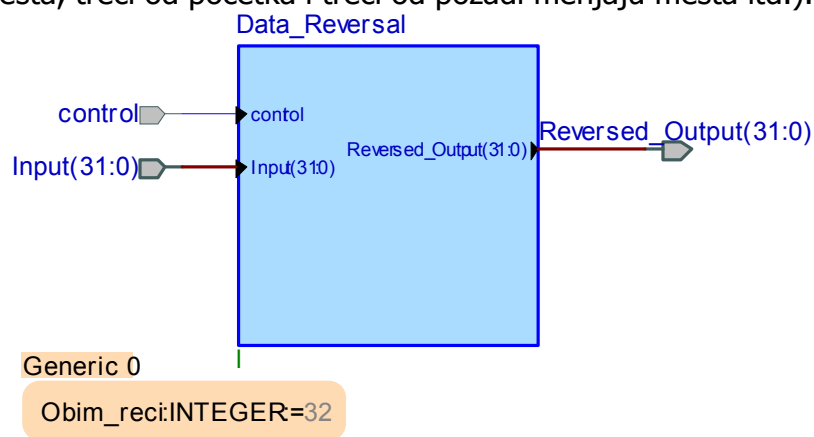 esta, treći od početka i treći od pozadi menjaju mesta itd.).
Data_Reversal
control
contol
Reversed_Output(31:0)
Reversed_Output(31:0)
Input(31:0)
Input(31:0)
Generic 0
Obim_reci:INTEGER:=32